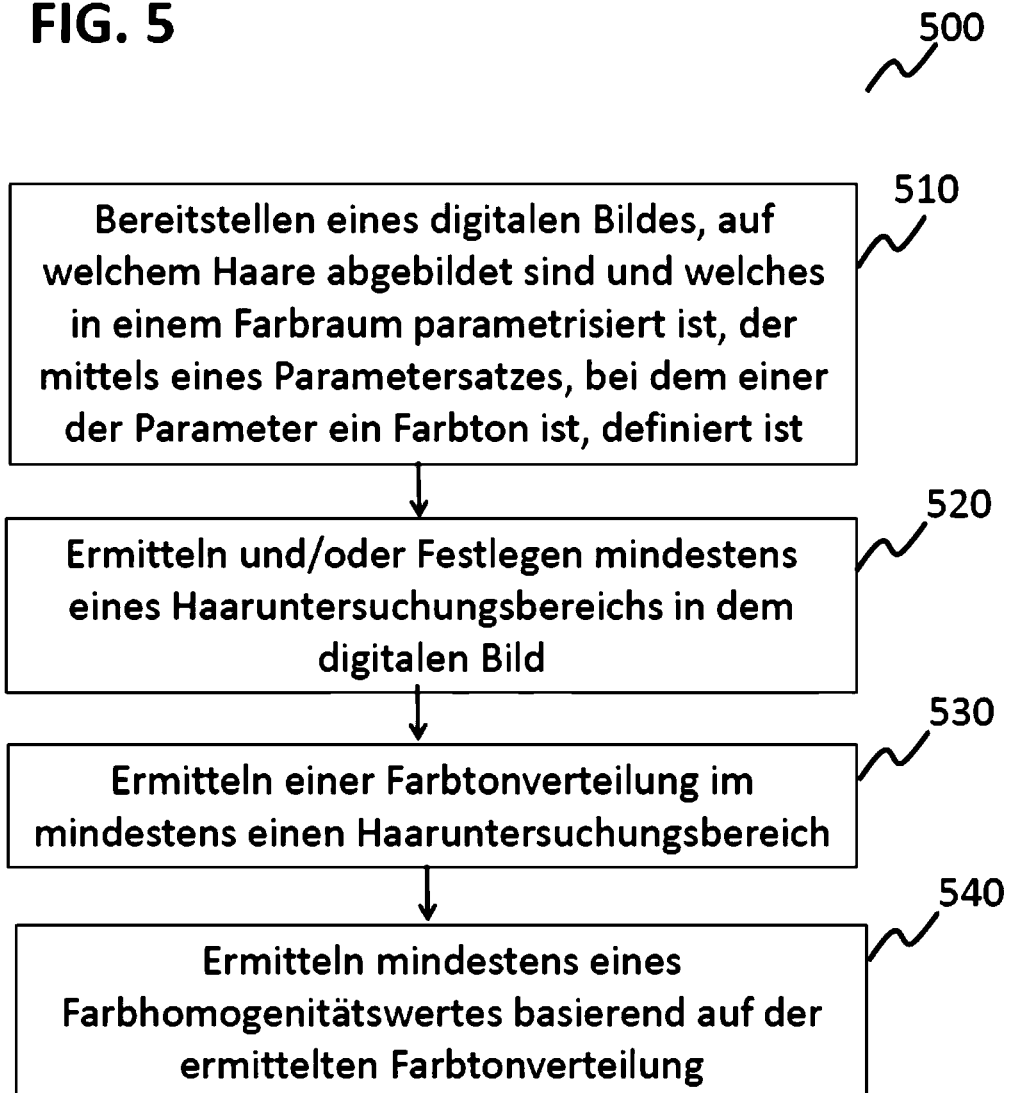 FIG. 5
500
510
Bereitstellen eines digitalen Bildes, auf
welchem Haare abgebildet sind und welches
in einem Farbraum parametrisiert ist, der
mittels eines Parametersatzes, bei dem einer
der Parameter ein Farbton ist, definiert ist
520
Ermitteln und/oder Festlegen mindestens
eines Haaruntersuchungsbereichs in dem
digitalen Bild
530
Ermitteln einer Farbtonverteilung im
mindestens einen Haaruntersuchungsbereich
540
Ermitteln mindestens eines
Farbhomogenitätswertes basierend auf der
ermittelten Farbtonverteilung